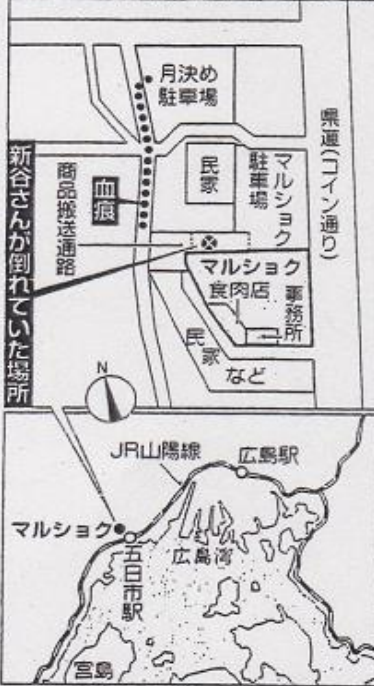 月決め
駐車場
県道(コイン通り)
マルショク
駐車場
民家
血痕
商品搬送通路
新谷さんが倒れていた場所
マルショク
食肉店
事務所
民家
など
N
JR山陽線
広島駅
マルショク
五日市駅
広島湾
宮島